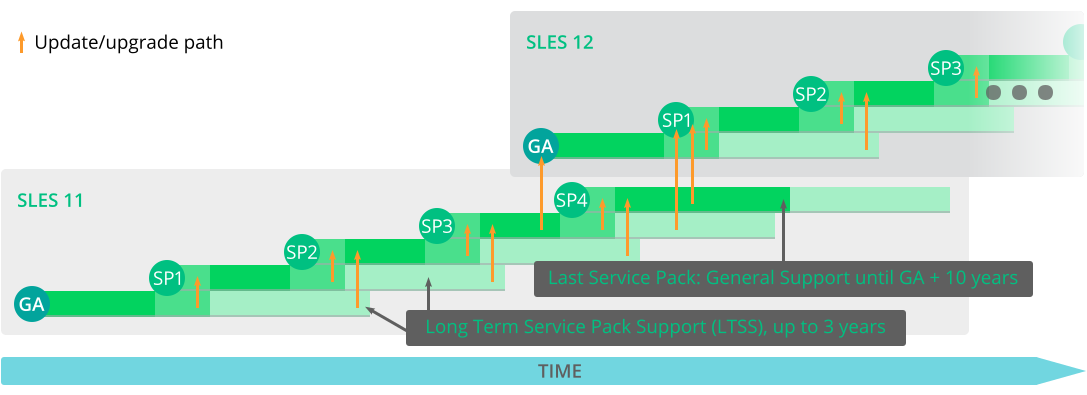 Update/upgrade path
SLES 12
SP3
SP2
SP1
GA
SLES 11
SP4
SP3
SP2
SP1
GA
Last Service Pack: General Support until GA + 10 years
Long Term Service Pack Support (LTSS), up to 3 years
TIME